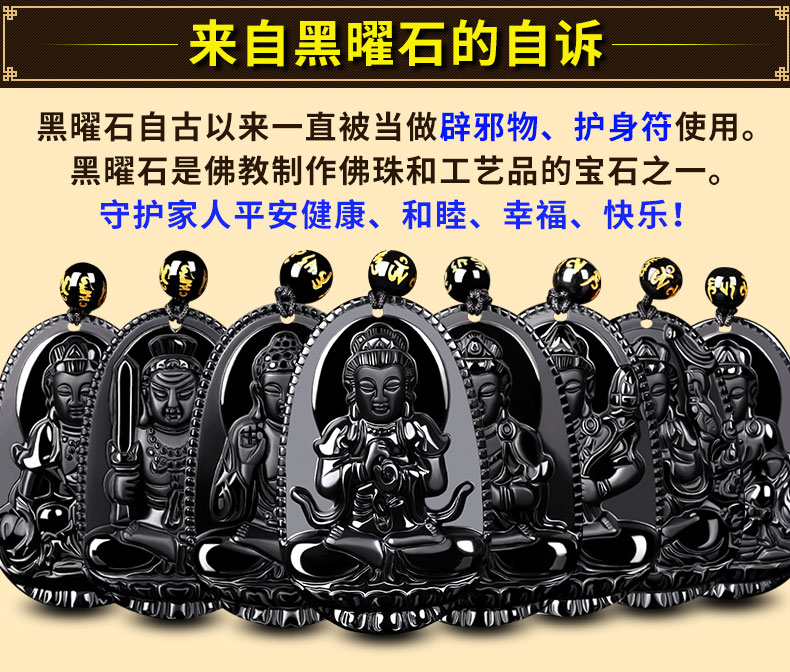 来自黑曜石的自诉
黑曜石自古以来一直被当做辟邪物、护身符使用。
黑曜石是佛教制作佛珠和工艺品的宝石之一。
守护家人平安健康、和睦、幸福、快乐！